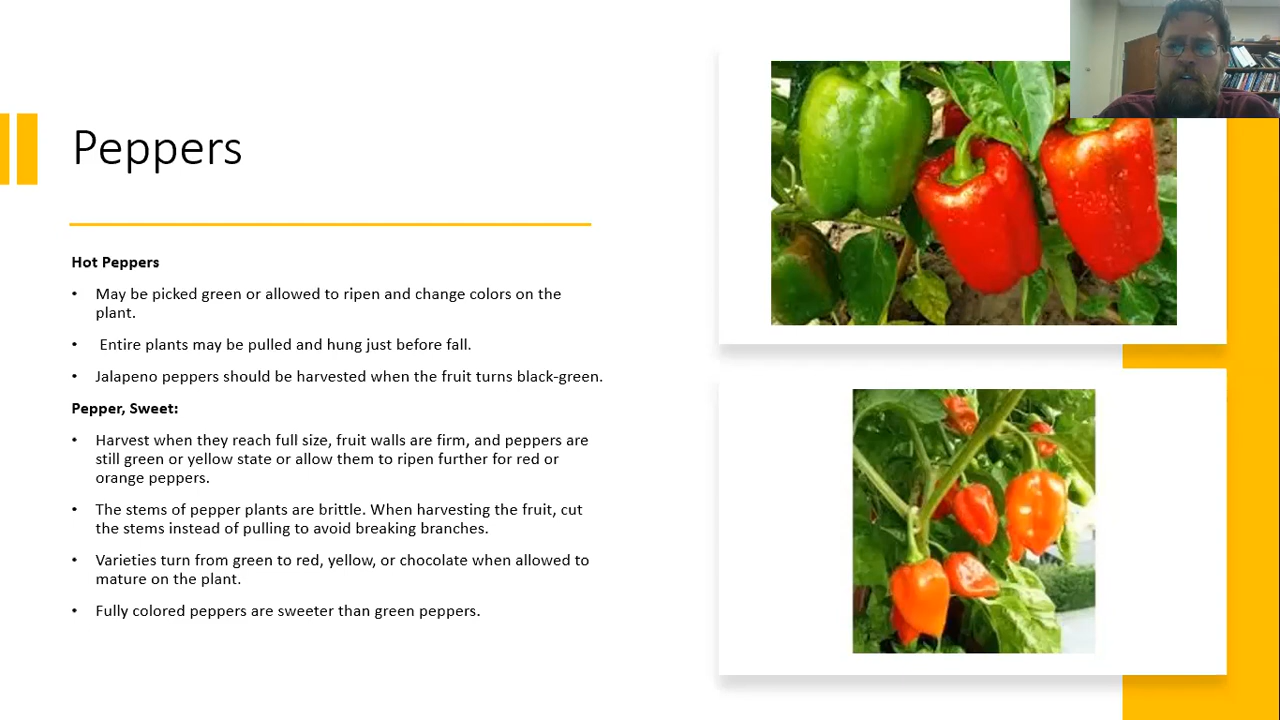 Peppers
Hot Peppers
• May be picked green or allowed to ripen and change colors on the
plant.
• Entire plants may be pulled and hung just before fall.
• Jalapeno peppers should be harvested when the fruit turns black-green.
Pepper, Sweet:
• Harvest when they reach full size, fruit walls are firm, and peppers are
still green or yellow state or allow them to ripen further for red or
orange peppers.
• The stems of pepper plants are brittle. When harvesting the fruit, cut
the stems instead of pulling to avoid breaking branches.
• Varieties turn from green to red, yellow, or chocolate when allowed to
mature on the plant.
• Fully colored peppers are sweeter than green peppers.